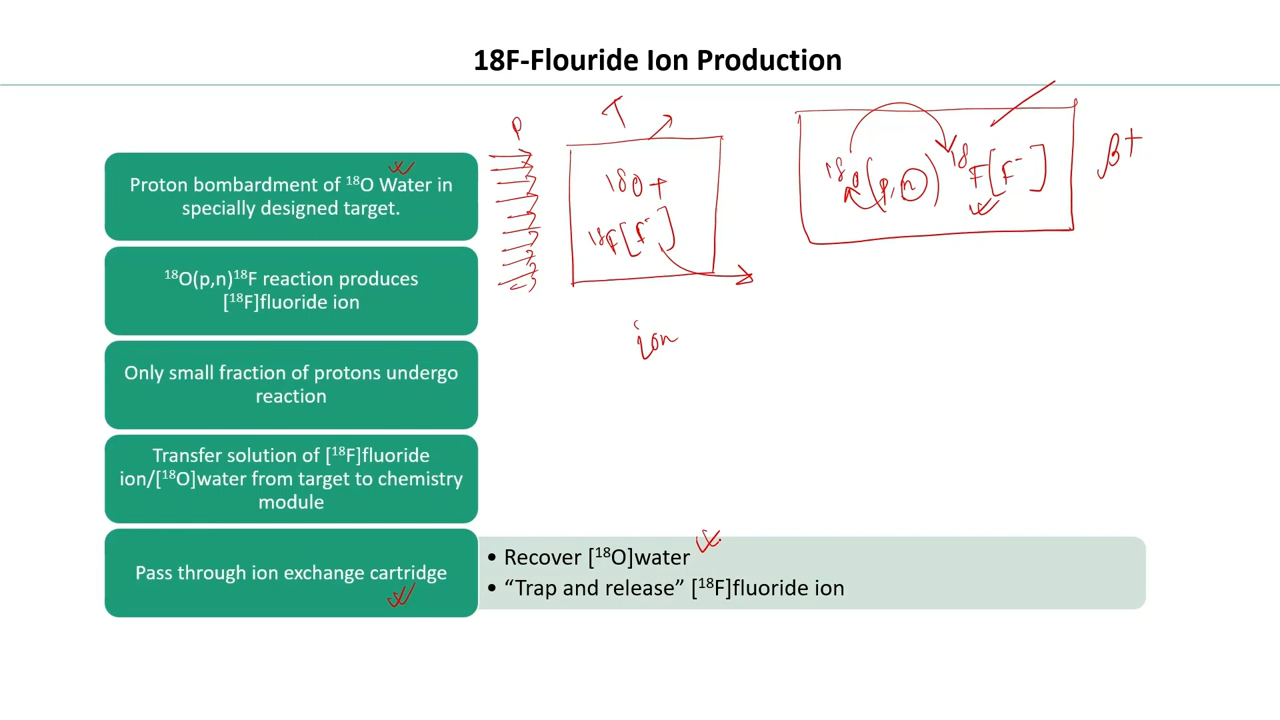 18F-Flouride Ion Production
Proton bombardment of ¹⁸O Water in
specially designed target.
¹⁸O(p,n)¹⁸F reaction produces
[¹⁸F]fluoride ion
Only small fraction of protons undergo
reaction
Transfer solution of [¹⁸F]fluoride
ion/[¹⁸O]water from target to chemistry
module
Pass through ion exchange cartridge
• Recover [¹⁸O]water
• “Trap and release” [¹⁸F]fluoride ion
P
T
18O +
18F[F⁻]
ion
¹⁸O(p,n)¹⁸F[F⁻]
β+